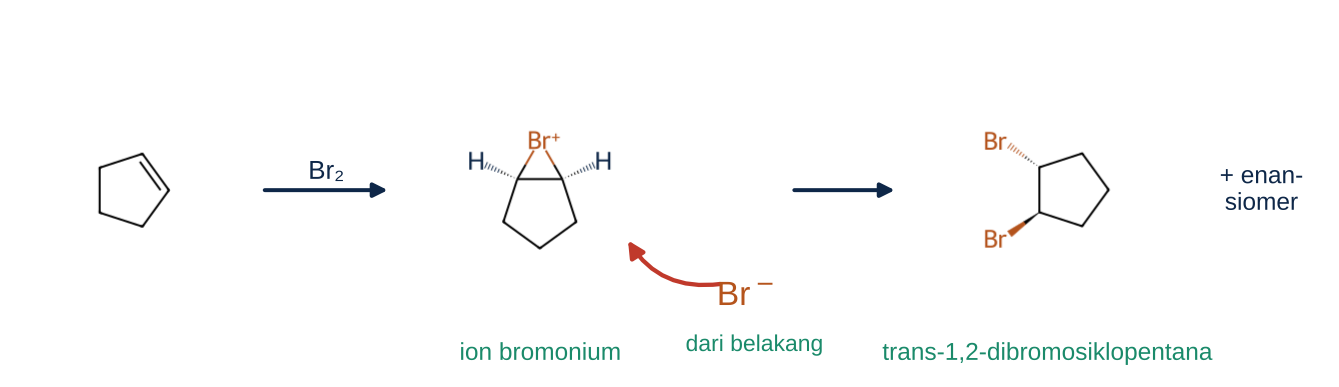 Br₂
H
Br⁺
H
Br⁻
dari belakang
ion bromonium
Br
Br
trans-1,2-dibromosiklopentana
+ enan-
siomer